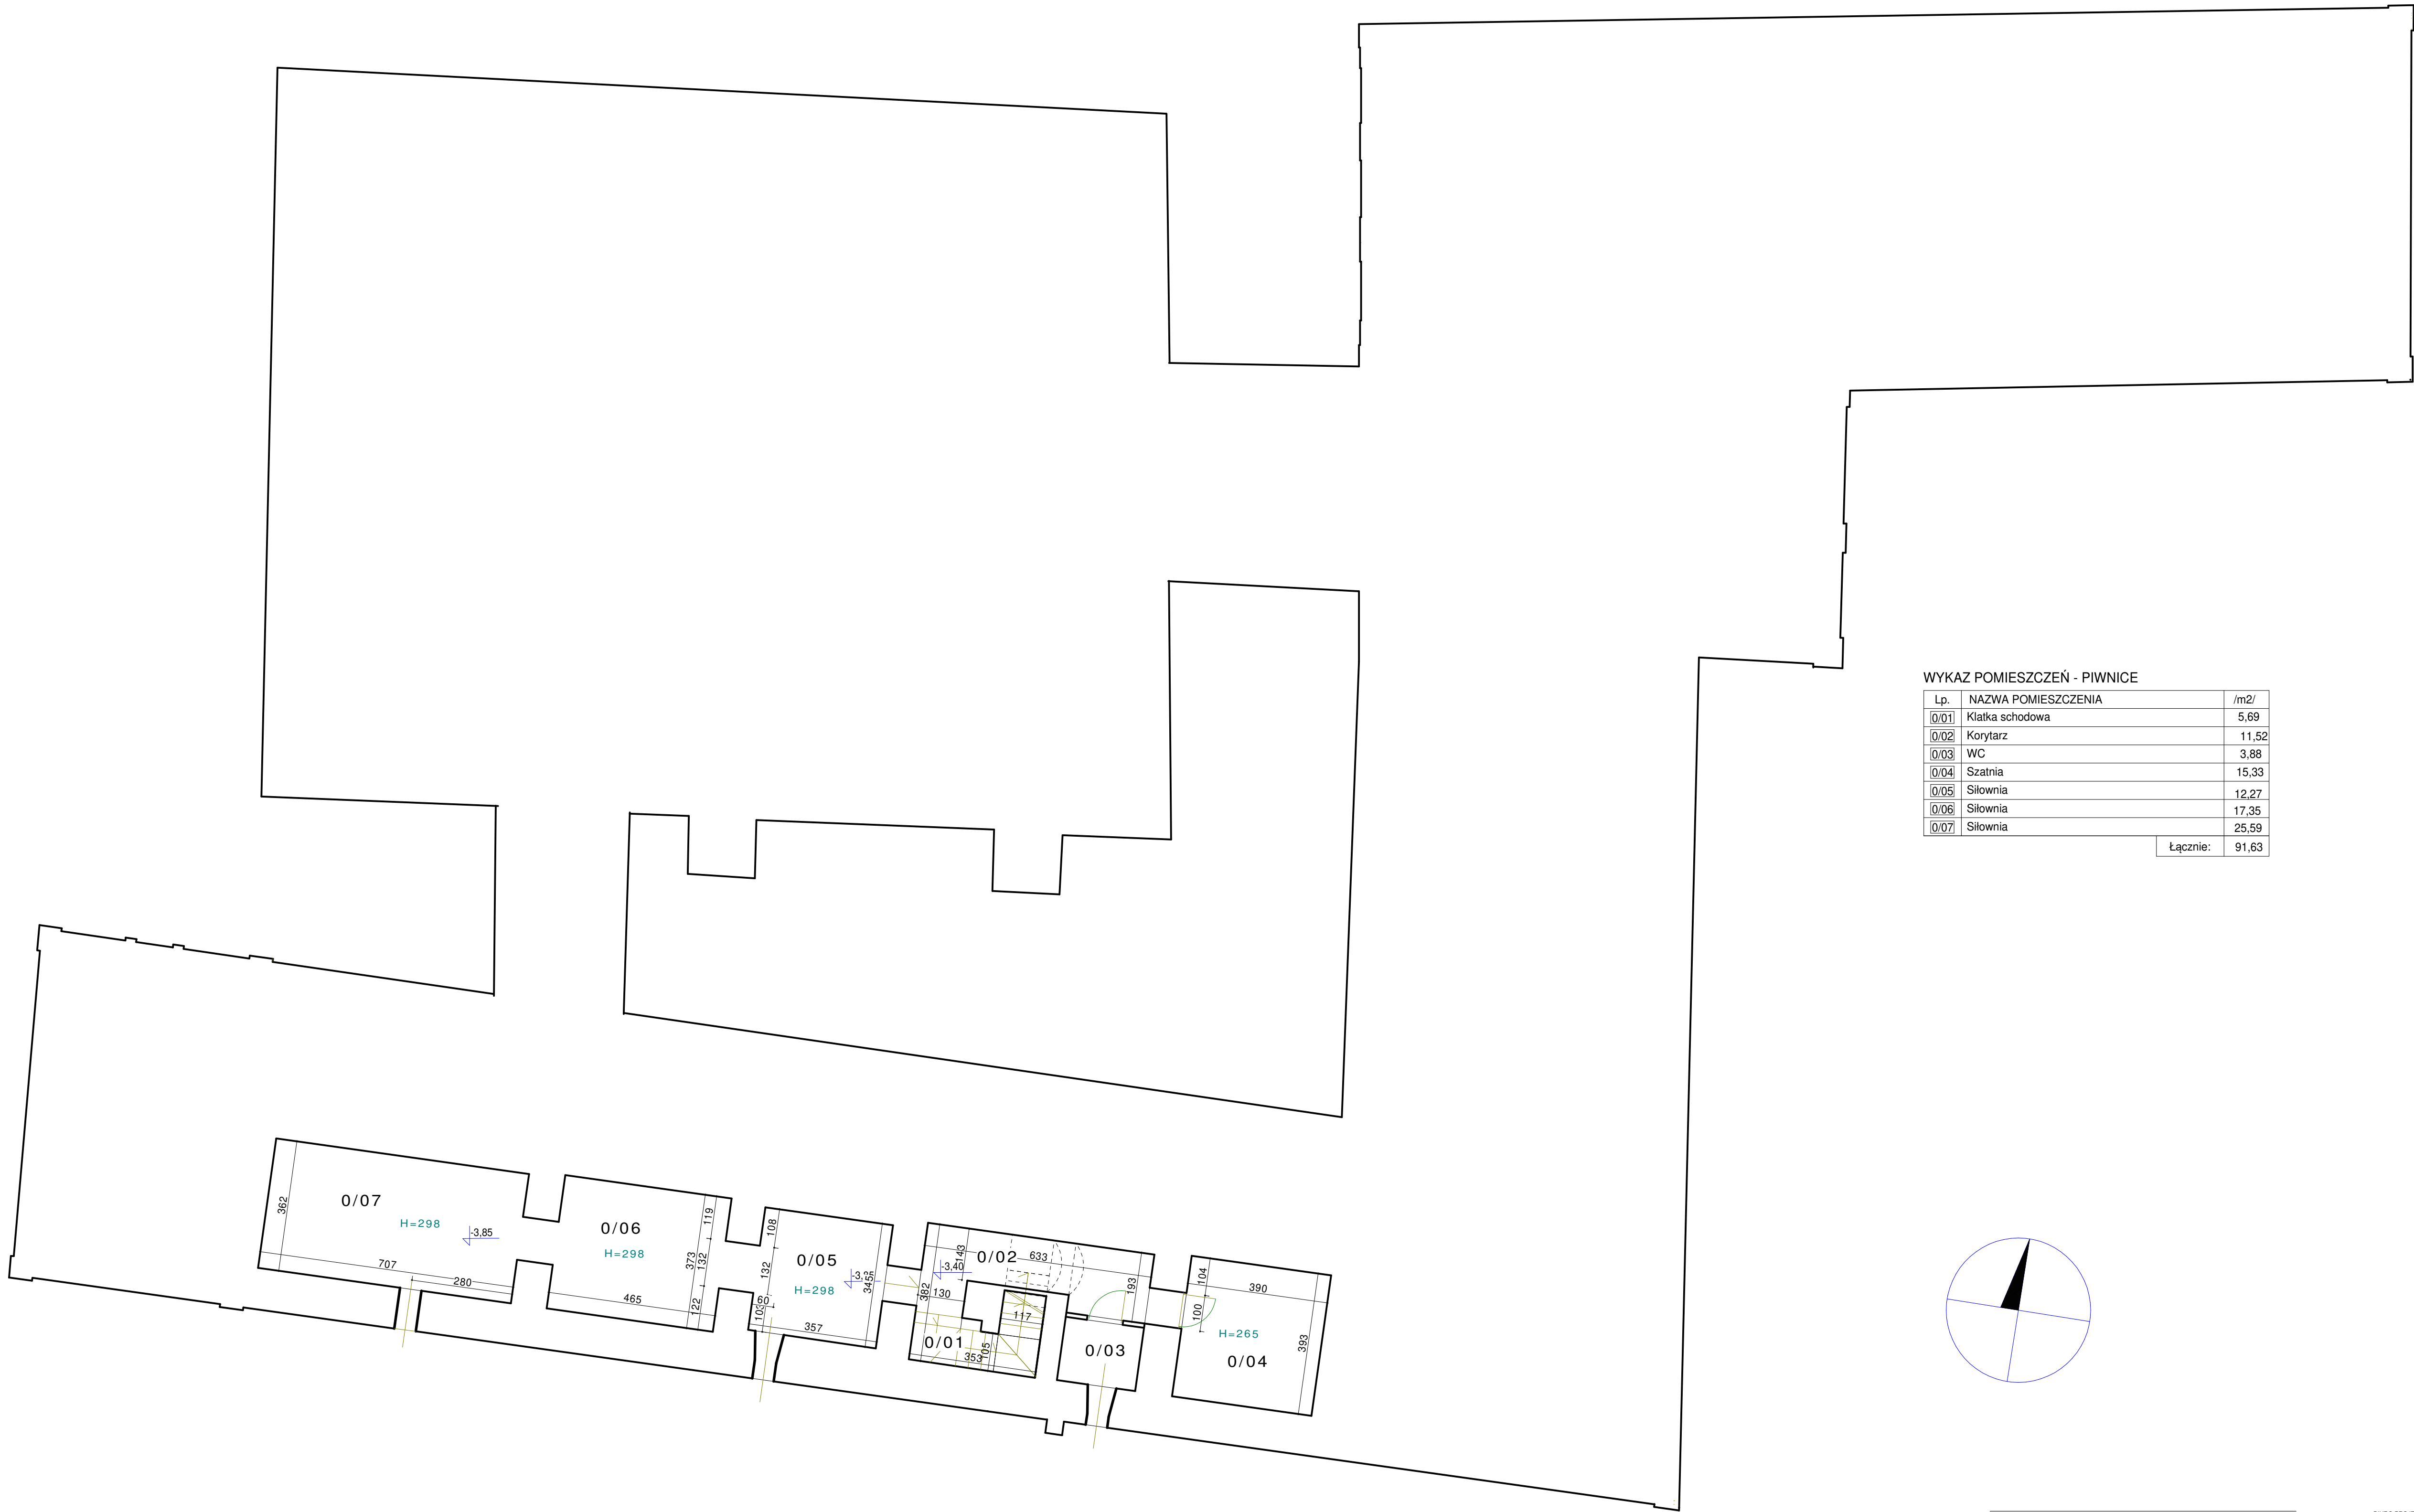 WYKAZ POMIESZCZEŃ - PIWNICE
Lp. NAZWA POMIESZCZENIA /m2/
0/01 Klatka schodowa 5,69
0/02 Korytarz 11,52
0/03 WC 3,88
0/04 Szatnia 15,33
0/05 Siłownia 12,27
0/06 Siłownia 17,35
0/07 Siłownia 25,59
Łącznie: 91,63
0/07
H=298
-3,85
362
707
280
0/06
H=298
119
373
132
122
465
108
0/05
H=298
132
345
60
103
357
0/02
143
633
-3,40
382
130
193
117
0/01
353
105
0/03
104
390
100
H=265
0/04
393